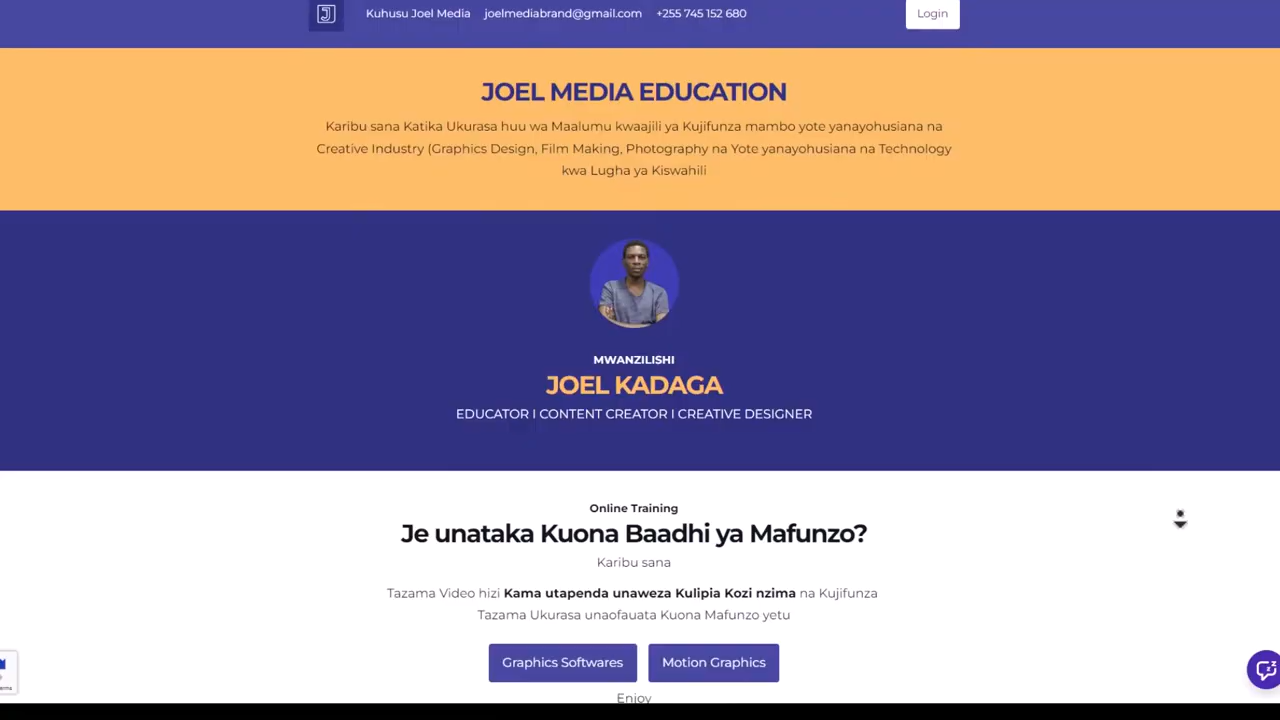 J
Kuhusu Joel Media joelmediabrand@gmail.com +255 745 152 680 Login
JOEL MEDIA EDUCATION
Karibu sana Katika Ukurasa huu wa Maalumu kwaajili ya Kujifunza mambo yote yanayohusiana na
Creative Industry (Graphics Design, Film Making, Photography na Yote yanayohusiana na Technology
kwa Lugha ya Kiswahili
MWANZILISHI
JOEL KADAGA
EDUCATOR I CONTENT CREATOR I CREATIVE DESIGNER
Online Training
Je unataka Kuona Baadhi ya Mafunzo?
Karibu sana
Tazama Video hizi Kama utapenda unaweza Kulipia Kozi nzima na Kujifunza
Tazama Ukurasa unaofauata Kuona Mafunzo yetu
Graphics Softwares Motion Graphics
Enjoy